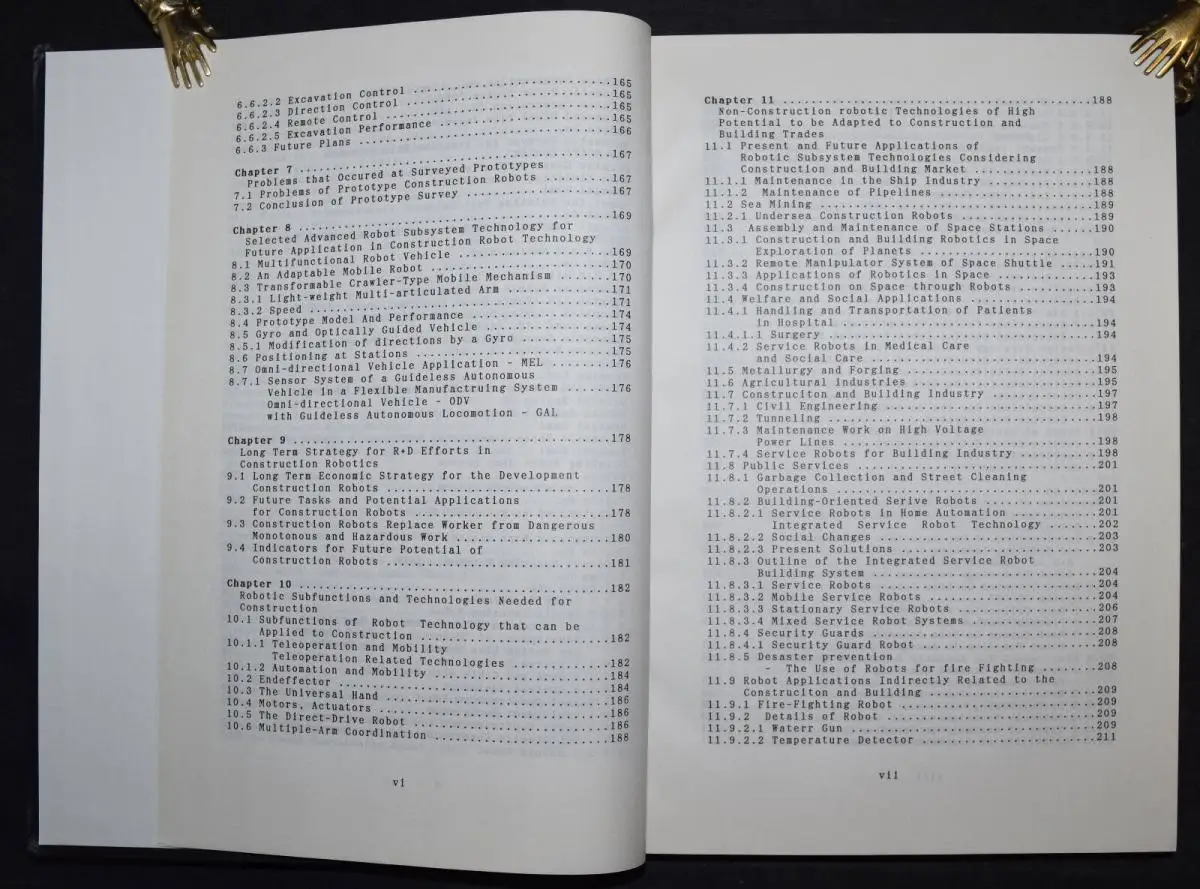 6.6.2.2 Excavation Control ............................165
6.6.2.3 Direction Control .............................165
6.6.2.4 Remote Control ................................165
6.6.2.5 Excavation Performance ........................165
6.6.3 Future Plans ....................................166
Chapter 7 .............................................167
Problems that Occured at Surveyed Prototypes
7.1 Problems of Prototype Construction Robots .........167
7.2 Conclusion of Prototype Survey ....................167
Chapter 8 .............................................169
Selected Advanced Robot Subsystem Technology for
Future Application in Construction Robot Technology
8.1 Multifunctional Robot Vehicle .....................169
8.2 An Adaptable Mobile Robot .........................170
8.3 Transformable Crawler-Type Mobile Mechanism .......170
8.3.1 Light-weight Multi-articulated Arm ..............171
8.3.2 Speed ...........................................171
8.4 Prototype Model And Performance ...................174
8.5 Gyro and Optically Guided Vehicle .................174
8.5.1 Modification of directions by a Gyro ............175
8.6 Positioning at Stations ...........................175
8.7 Omni-directional Vehicle Application - MEL ........176
8.7.1 Sensor System of a Guideless Autonomous
Vehicle in a Flexible Manufactruing System ......176
Omni-directional Vehicle - ODV
with Guideless Autonomous Locomotion - GAL
Chapter 9 .............................................178
Long Term Strategy for R+D Efforts in
Construction Robotics
9.1 Long Term Economic Strategy for the Development
Construction Robots ...............................178
9.2 Future Tasks and Potential Applications
for Construction Robots ...........................178
9.3 Construction Robots Replace Worker from Dangerous
Monotonous and Hazardous Work .....................180
9.4 Indicators for Future Potential of
Construction Robots ...............................181
Chapter 10 ............................................182
Robotic Subfunctions and Technologies Needed for
Construction
10.1 Subfunctions of Robot Technology that can be
Applied to Construction ..........................182
10.1.1 Teleoperation and Mobility
Teleoperation Related Technologies .............182
10.1.2 Automation and Mobility ........................184
10.2 Endeffector ......................................184
10.3 The Universal Hand ...............................186
10.4 Motors, Actuators ................................186
10.5 The Direct-Drive Robot ...........................186
10.6 Multiple-Arm Coordination ........................188
vi
Chapter 11 ............................................188
Non-Construction robotic Technologies of High
Potential to be Adapted to Construction and
Building Trades
11.1 Present and Future Applications of
Robotic Subsystem Technologies Considering
Construction and Building Market .................188
11.1.1 Maintenance in the Ship Industry ...............188
11.1.2 Maintenance of Pipelines .......................188
11.2 Sea Mining .......................................189
11.2.1 Undersea Construction Robots ...................189
11.3 Assembly and Maintenance of Space Stations .......190
11.3.1 Construction and Building Robotics in Space
Exploration of Planets .........................190
11.3.2 Remote Manipulator System of Space Shuttle .....191
11.3.3 Applications of Robotics in Space ..............193
11.3.4 Construction on Space through Robots ...........193
11.4 Welfare and Social Applications ..................194
11.4.1 Handling and Transportation of Patients
in Hospital ....................................194
11.4.1.1 Surgery ......................................194
11.4.2 Service Robots in Medical Care
and Social Care ................................194
11.5 Metallurgy and Forging ...........................195
11.6 Agricultural industries ..........................195
11.7 Construciton and Building Industry ...............197
11.7.1 Civil Engineering ..............................197
11.7.2 Tunneling ......................................198
11.7.3 Maintenance Work on High Voltage
Power Lines ....................................198
11.7.4 Service Robots for Building Industry ...........198
11.8 Public Services ..................................201
11.8.1 Garbage Collection and Street Cleaning
Operations .....................................201
11.8.2 Building-Oriented Serive Robots ................201
11.8.2.1 Service Robots in Home Automation ............201
Integrated Service Robot Technology .......202
11.8.2.2 Social Changes ...............................203
11.8.2.3 Present Solutions ............................203
11.8.3 Outline of the Integrated Service Robot
Building System ................................204
11.8.3.1 Service Robots ...............................204
11.8.3.2 Mobile Service Robots ........................204
11.8.3.3 Stationary Service Robots ....................206
11.8.3.4 Mixed Service Robot Systems ..................207
11.8.4 Security Guards ................................208
11.8.4.1 Security Guard Robot .........................208
11.8.5 Desaster prevention
- The Use of Robots for fire Fighting ........208
11.9 Robot Applications Indirectly Related to the
Construciton and Building ........................209
11.9.1 Fire-Fighting Robot ............................209
11.9.2 Details of Robot ...............................209
11.9.2.1 Waterr Gun ...................................209
11.9.2.2 Temperature Detector .........................211
vii